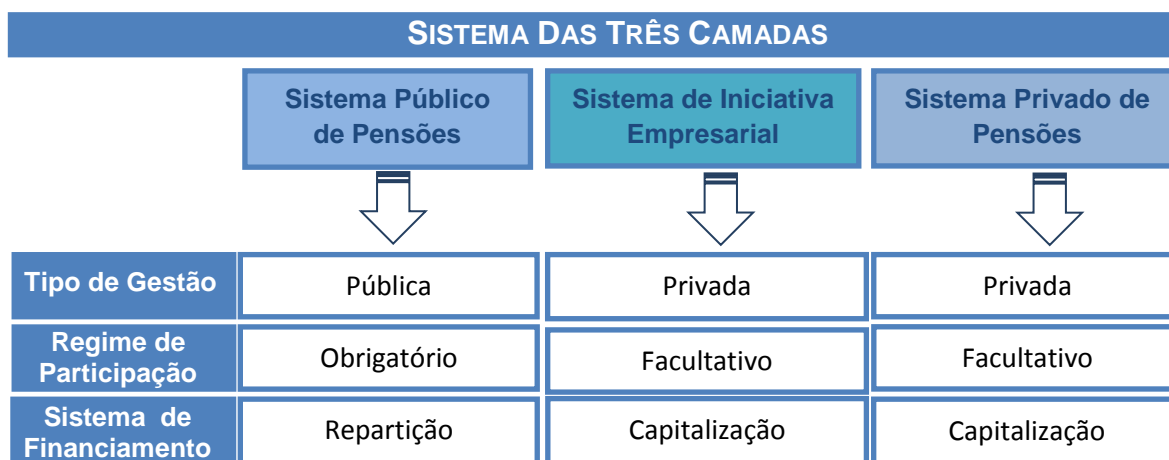 SISTEMA DAS TRÊS CAMADAS
Sistema Público
de Pensões
Sistema de Iniciativa
Empresarial
Sistema Privado de
Pensões
Tipo de Gestão
Pública
Privada
Privada
Regime de
Participação
Obrigatório
Facultativo
Facultativo
Sistema de
Financiamento
Repartição
Capitalização
Capitalização